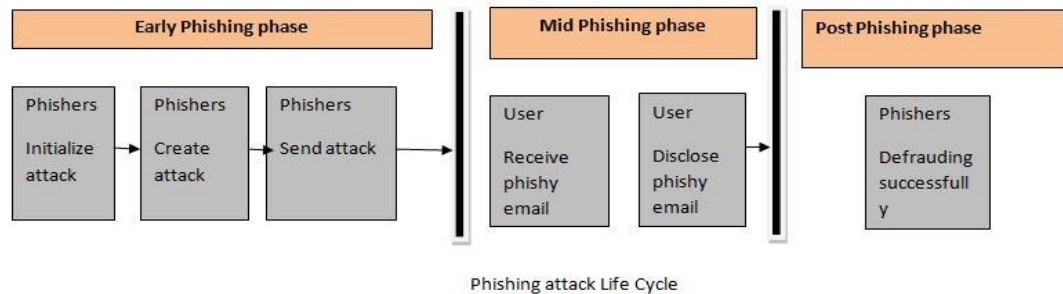 Early Phishing phase
Mid Phishing phase
Post Phishing phase
Phishers
Initialize
attack
Phishers
Create
attack
Phishers
Send attack
User
Receive
phishy
email
User
Disclose
phishy
email
Phishers
Defrauding
successfull
y
Phishing attack Life Cycle